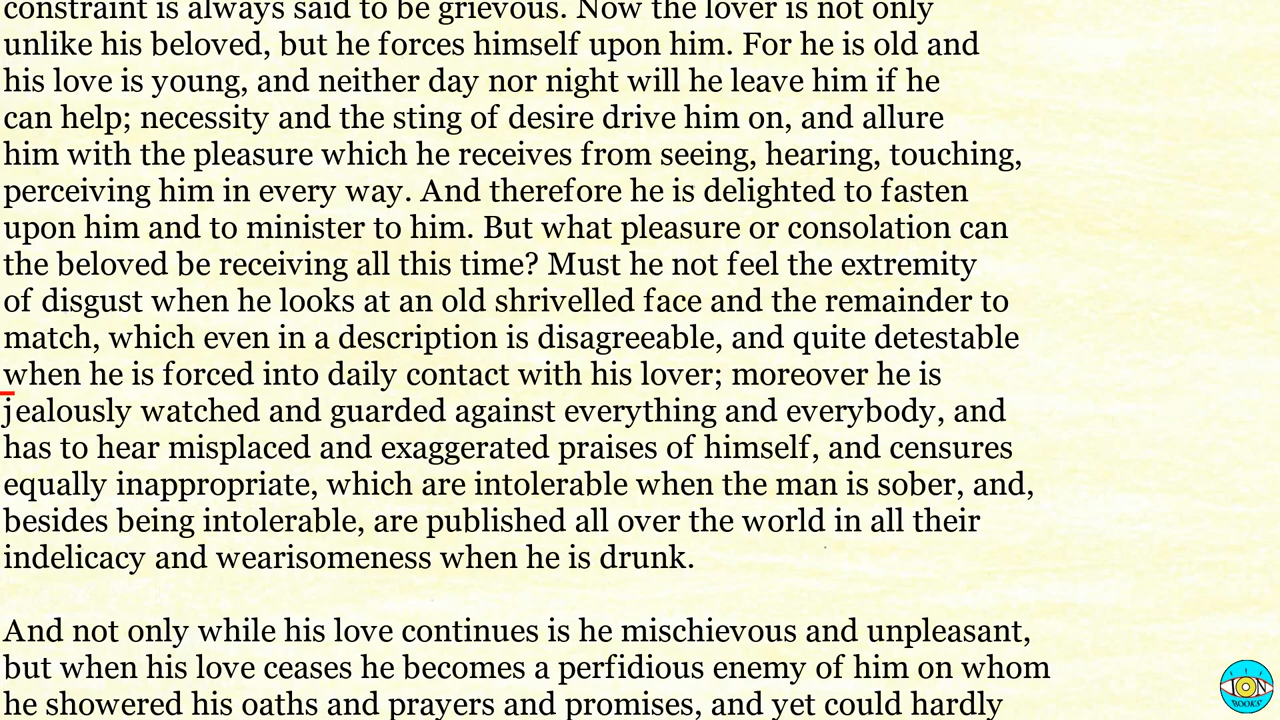 constraint is always said to be grievous. Now the lover is not only
unlike his beloved, but he forces himself upon him. For he is old and
his love is young, and neither day nor night will he leave him if he
can help; necessity and the sting of desire drive him on, and allure
him with the pleasure which he receives from seeing, hearing, touching,
perceiving him in every way. And therefore he is delighted to fasten
upon him and to minister to him. But what pleasure or consolation can
the beloved be receiving all this time? Must he not feel the extremity
of disgust when he looks at an old shrivelled face and the remainder to
match, which even in a description is disagreeable, and quite detestable
when he is forced into daily contact with his lover; moreover he is
jealously watched and guarded against everything and everybody, and
has to hear misplaced and exaggerated praises of himself, and censures
equally inappropriate, which are intolerable when the man is sober, and,
besides being intolerable, are published all over the world in all their
indelicacy and wearisomeness when he is drunk.
And not only while his love continues is he mischievous and unpleasant,
but when his love ceases he becomes a perfidious enemy of him on whom
he showered his oaths and prayers and promises, and yet could hardly
ION
BOOKS